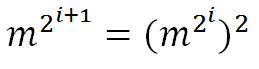 $m^{2^{i+1}} = (m^{2^i})^2$